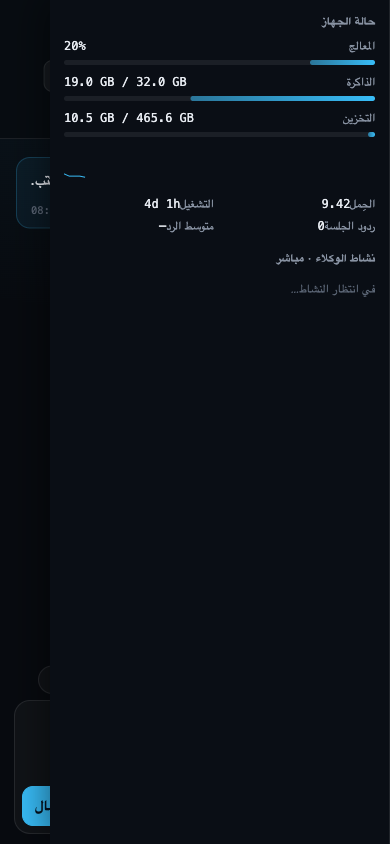 حالة الجهاز
المعالج 20%
الذاكرة 19.0 GB / 32.0 GB
التخزين 10.5 GB / 465.6 GB
الحمل 9.42 التشغيل 4d 1h
ردود الجلسة 0 متوسط الرد —
نشاط الوكلاء · مباشر
في انتظار النشاط...
08: